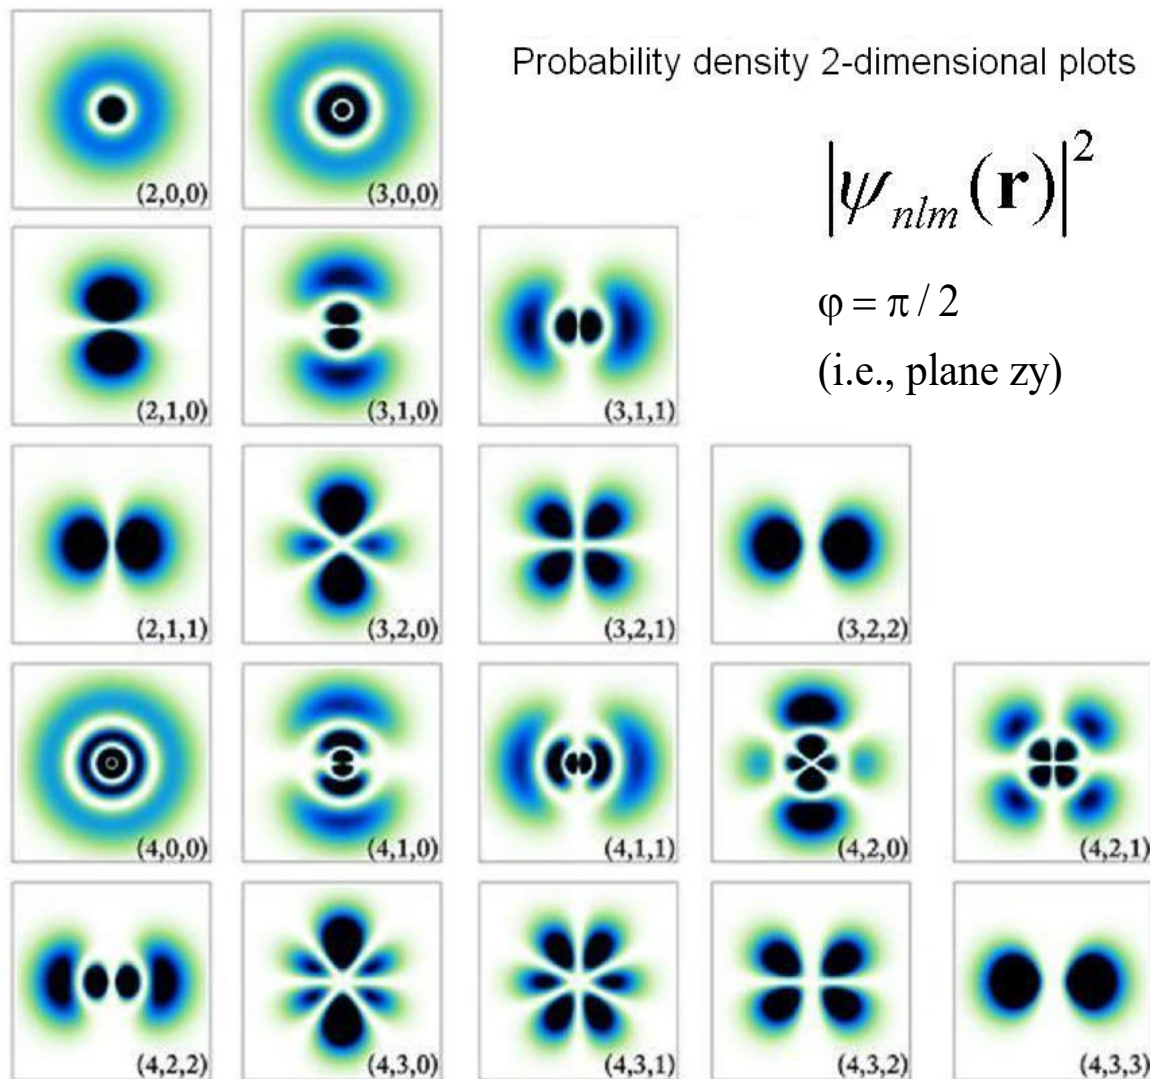 Probability density 2-dimensional plots
|ψnlm(r)|²
φ = π / 2
(i.e., plane zy)
(2,0,0) (3,0,0)
(2,1,0) (3,1,0) (3,1,1)
(2,1,1) (3,2,0) (3,2,1) (3,2,2)
(4,0,0) (4,1,0) (4,1,1) (4,2,0) (4,2,1)
(4,2,2) (4,3,0) (4,3,1) (4,3,2) (4,3,3)